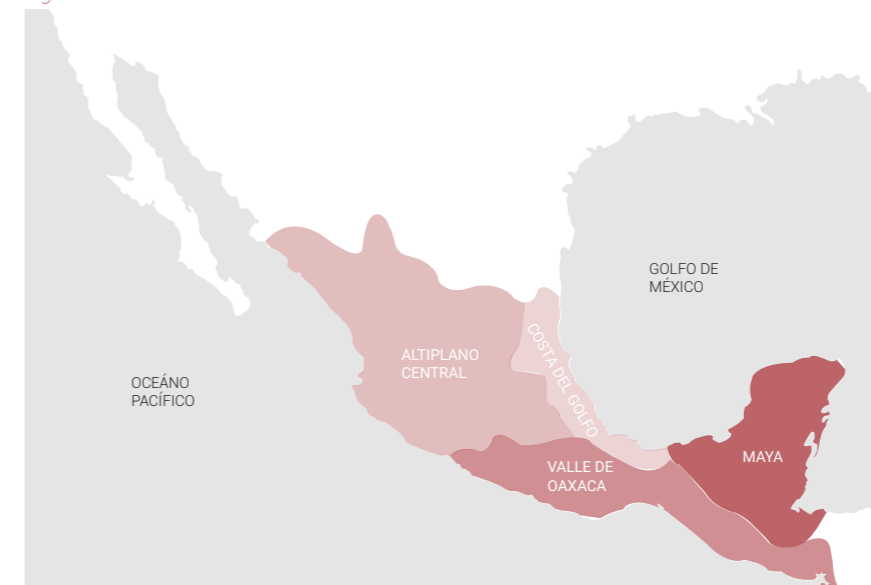 GOLFO DE
MÉXICO
COSTA DEL GOLFO
ALTIPLANO
CENTRAL
OCEÁNO
PACÍFICO
MAYA
VALLE DE
OAXACA